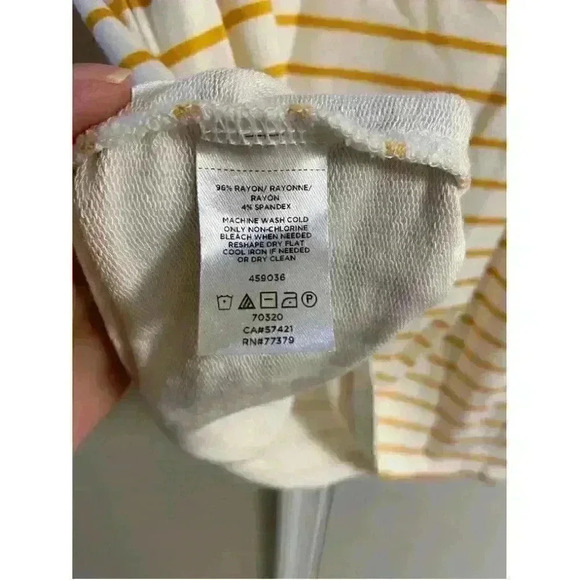 96% RAYON/ RAYONNE/
RAYON
4% SPANDEX
MACHINE WASH COLD
ONLY NON-CHLORINE
BLEACH WHEN NEEDED
RESHAPE DRY FLAT
COOL IRON IF NEEDED
OR DRY CLEAN
459036
P
70320
CA#57421
RN#77379